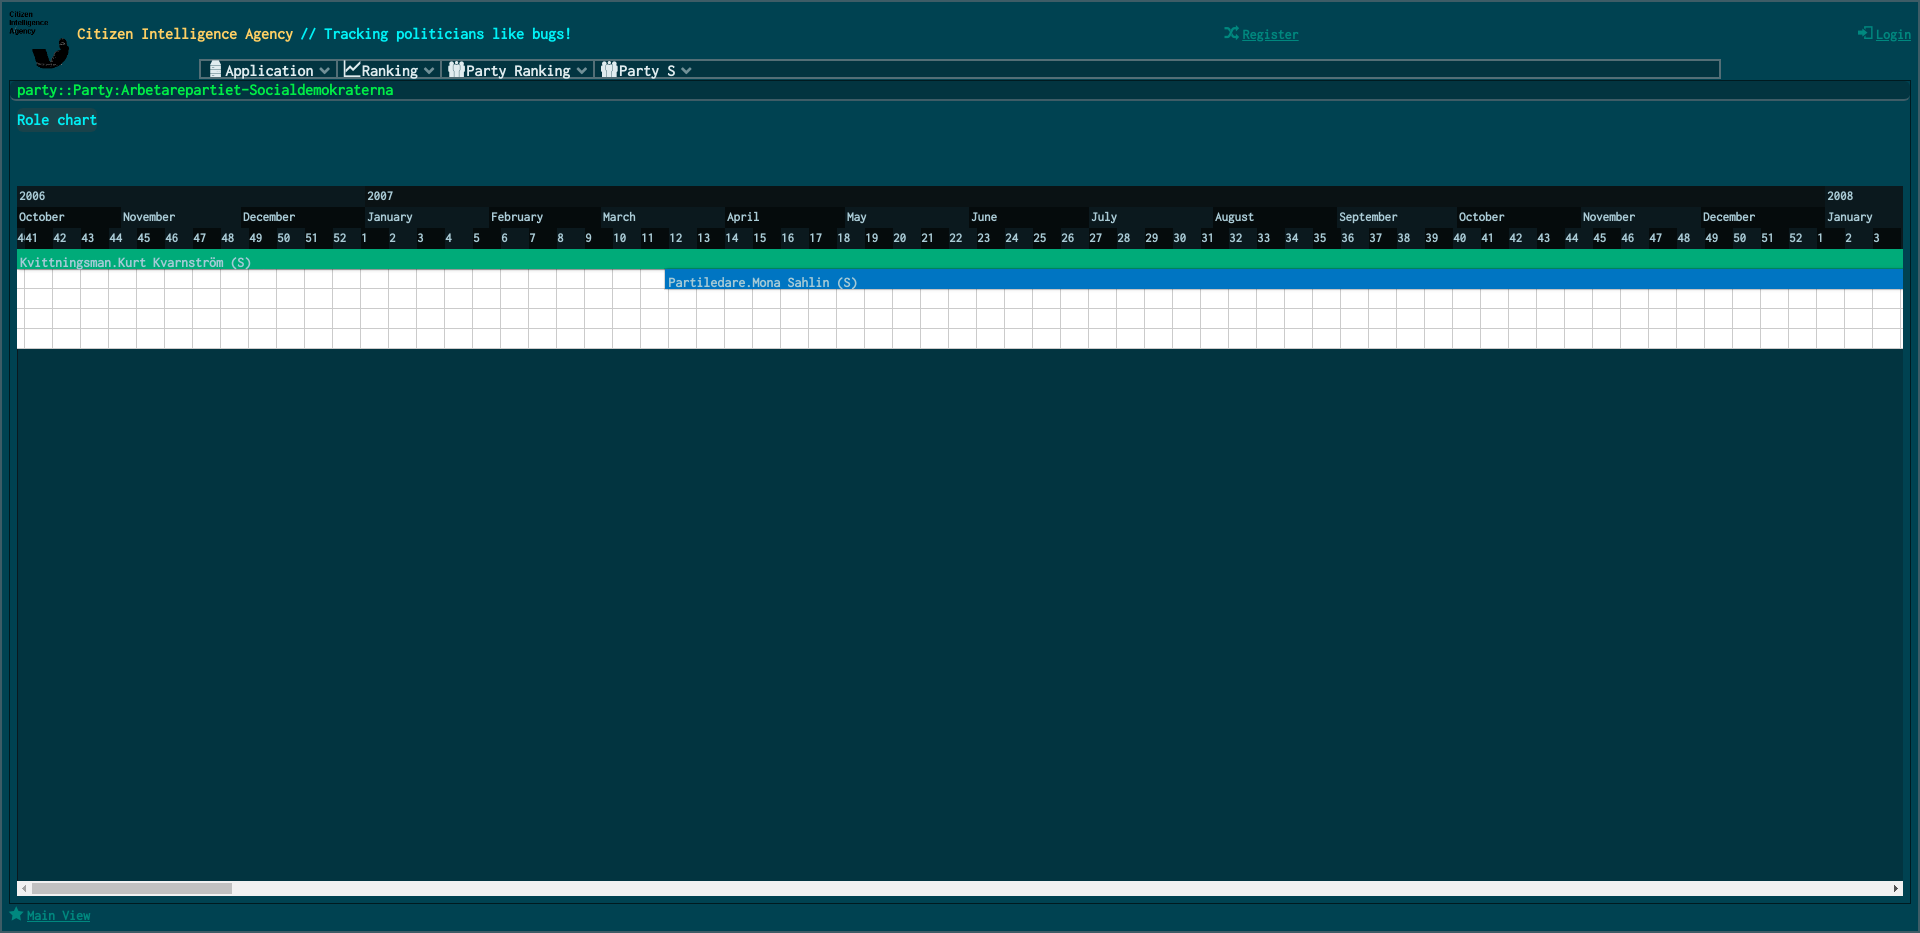 Citizen
Intelligence
Agency
Citizen Intelligence Agency // Tracking politicians like bugs!
Register
Login
Application
Ranking
Party Ranking
Party S
party::Party:Arbetarepartiet-Socialdemokraterna
Role chart
2006 2007 2008
October November December January February March April May June July August September October November December January
41 42 43 44 45 46 47 48 49 50 51 52 1 2 3 4 5 6 7 8 9 10 11 12 13 14 15 16 17 18 19 20 21 22 23 24 25 26 27 28 29 30 31 32 33 34 35 36 37 38 39 40 41 42 43 44 45 46 47 48 49 50 51 52 1 2 3
Kvittningsman.Kurt Kvarnström (S)
Partiledare.Mona Sahlin (S)
Main View